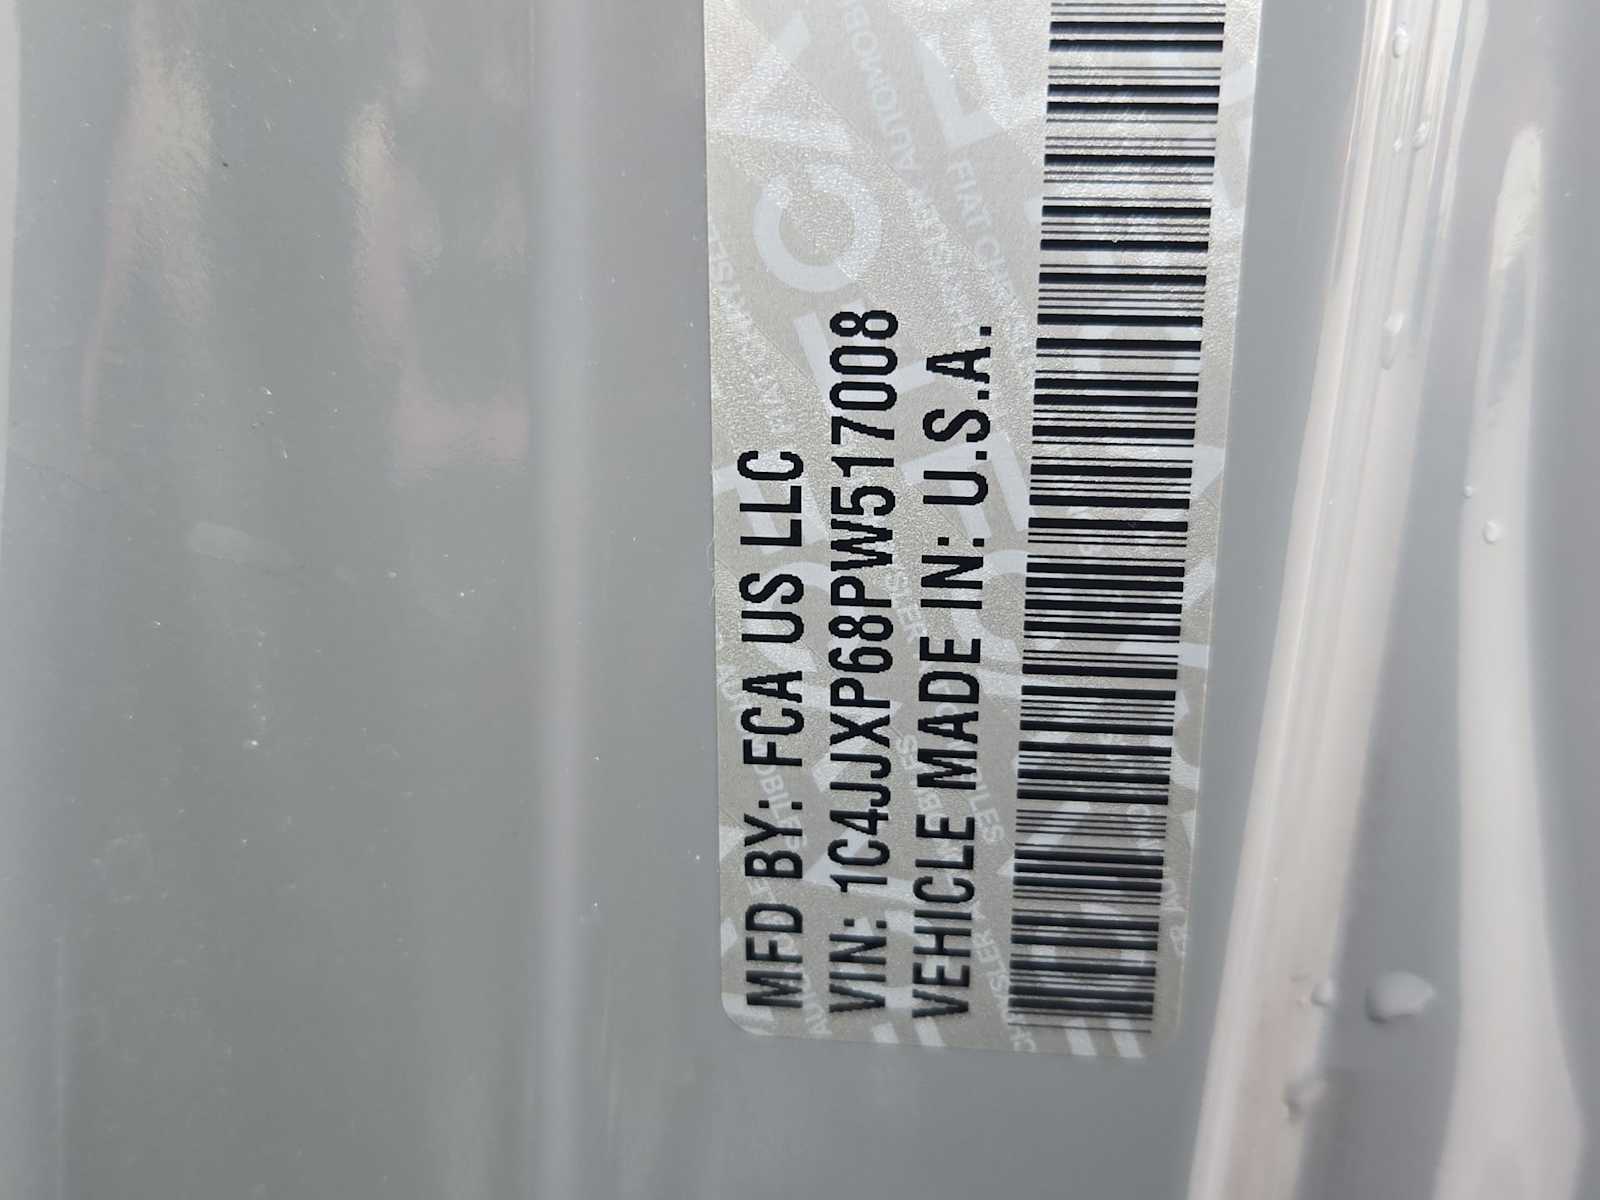 MFD BY: FCA US LLC
VIN: 1C4JJXP68PW517008
VEHICLE MADE IN: U.S.A.